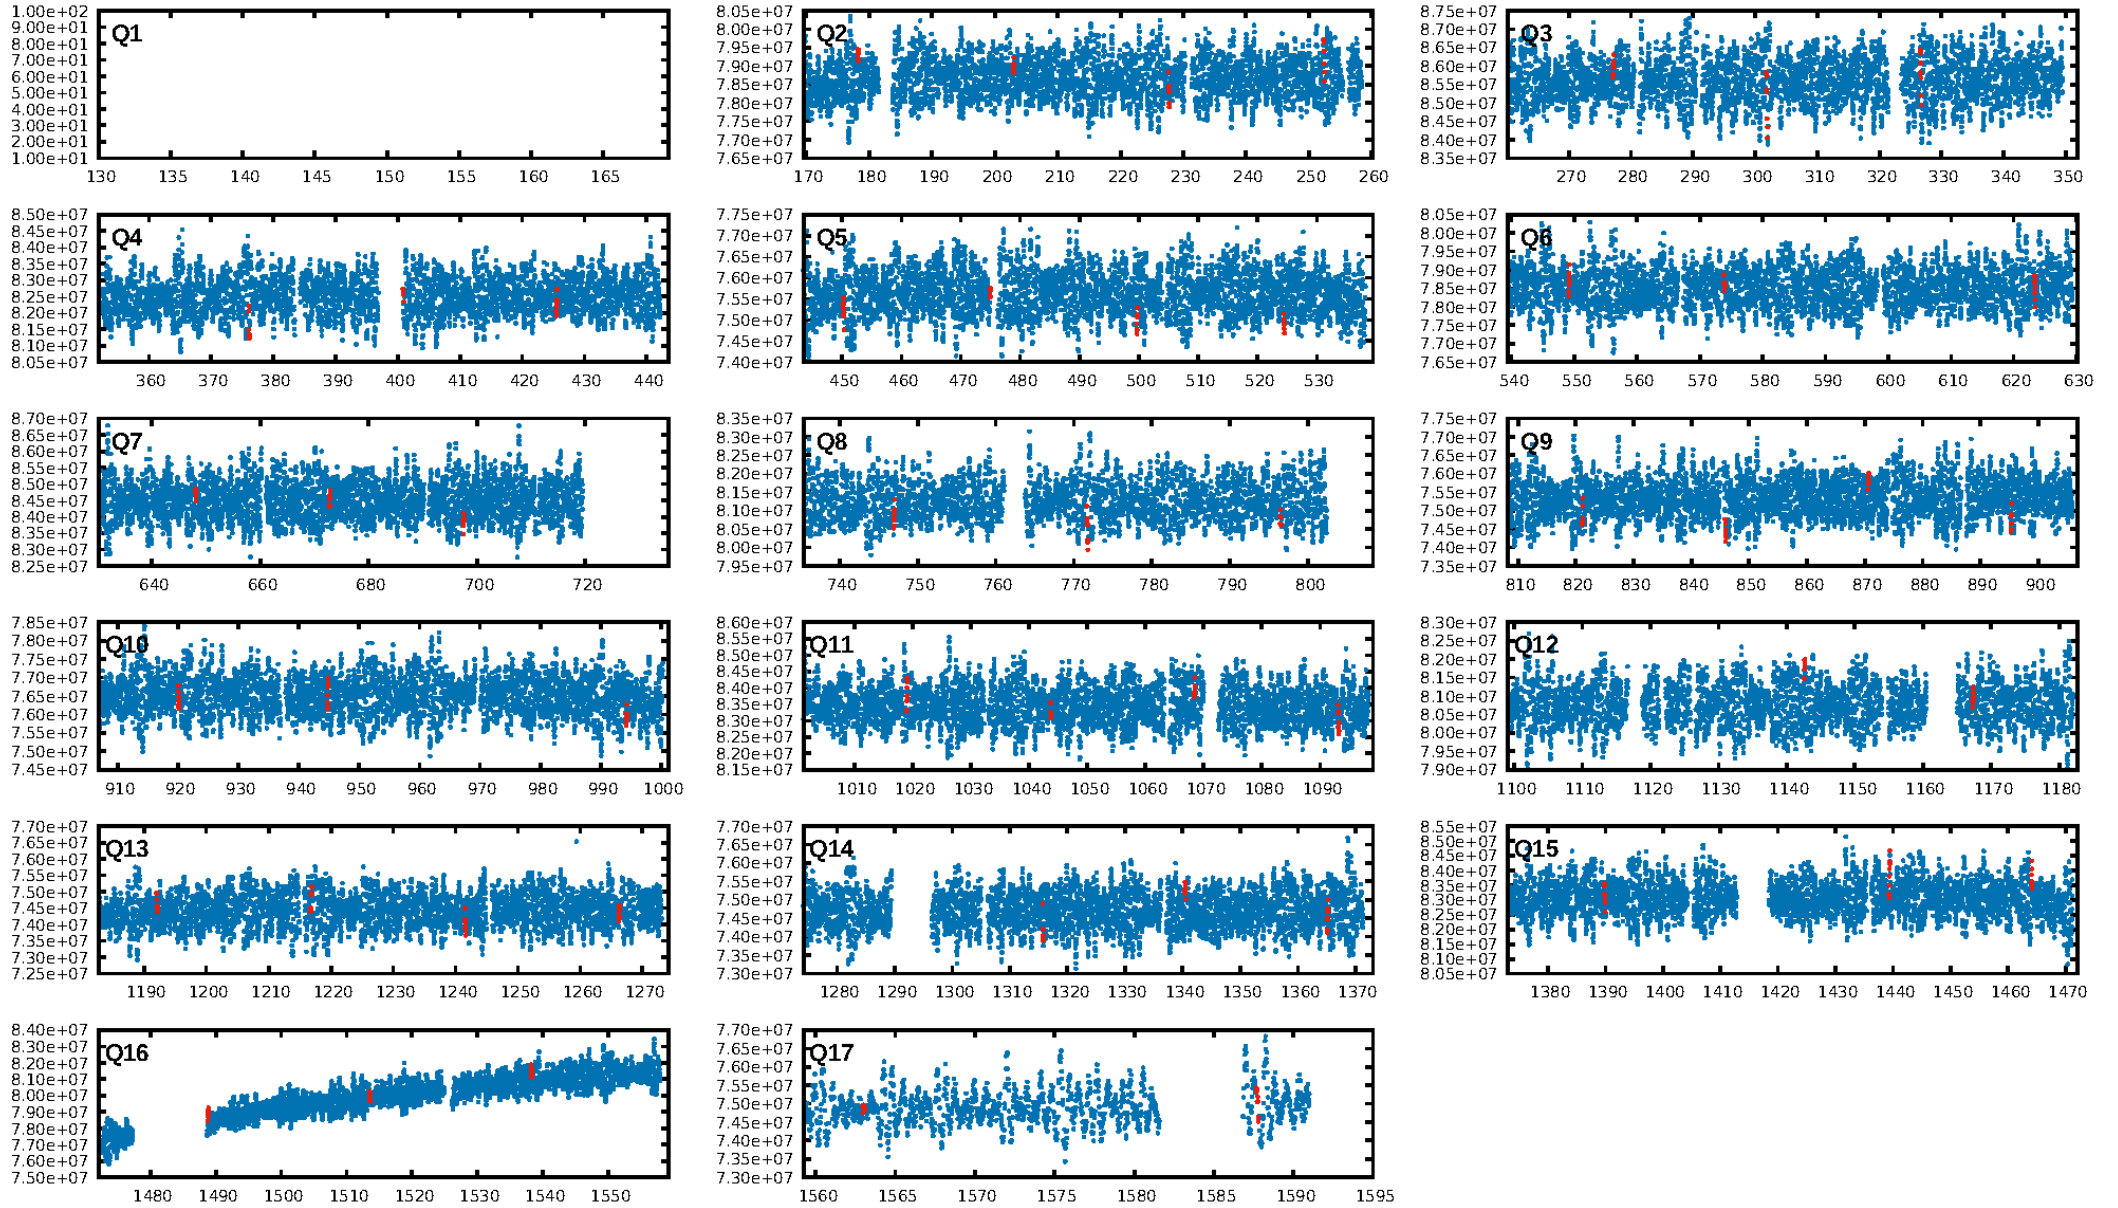 Q1
1.00e+02
9.00e+01
8.00e+01
7.00e+01
6.00e+01
5.00e+01
4.00e+01
3.00e+01
2.00e+01
1.00e+01
130 135 140 145 150 155 160 165
Q2
8.05e+07
8.00e+07
7.95e+07
7.90e+07
7.85e+07
7.80e+07
7.75e+07
7.70e+07
7.65e+07
170 180 190 200 210 220 230 240 250 260
Q3
8.75e+07
8.70e+07
8.65e+07
8.60e+07
8.55e+07
8.50e+07
8.45e+07
8.40e+07
8.35e+07
270 280 290 300 310 320 330 340 350
Q4
8.50e+07
8.45e+07
8.40e+07
8.35e+07
8.30e+07
8.25e+07
8.20e+07
8.15e+07
8.10e+07
8.05e+07
360 370 380 390 400 410 420 430 440
Q5
7.75e+07
7.70e+07
7.65e+07
7.60e+07
7.55e+07
7.50e+07
7.45e+07
7.40e+07
450 460 470 480 490 500 510 520 530
Q6
8.05e+07
8.00e+07
7.95e+07
7.90e+07
7.85e+07
7.80e+07
7.75e+07
7.70e+07
7.65e+07
540 550 560 570 580 590 600 610 620 630
Q7
8.70e+07
8.65e+07
8.60e+07
8.55e+07
8.50e+07
8.45e+07
8.40e+07
8.35e+07
8.30e+07
8.25e+07
640 660 680 700 720
Q8
8.35e+07
8.30e+07
8.25e+07
8.20e+07
8.15e+07
8.10e+07
8.05e+07
8.00e+07
7.95e+07
740 750 760 770 780 790 800
Q9
7.75e+07
7.70e+07
7.65e+07
7.60e+07
7.55e+07
7.50e+07
7.45e+07
7.40e+07
7.35e+07
810 820 830 840 850 860 870 880 890 900
Q10
7.85e+07
7.80e+07
7.75e+07
7.70e+07
7.65e+07
7.60e+07
7.55e+07
7.50e+07
7.45e+07
910 920 930 940 950 960 970 980 990 1000
Q11
8.60e+07
8.55e+07
8.50e+07
8.45e+07
8.40e+07
8.35e+07
8.30e+07
8.25e+07
8.20e+07
8.15e+07
1010 1020 1030 1040 1050 1060 1070 1080 1090
Q12
8.30e+07
8.25e+07
8.20e+07
8.15e+07
8.10e+07
8.05e+07
8.00e+07
7.95e+07
7.90e+07
1100 1110 1120 1130 1140 1150 1160 1170 1180
Q13
7.70e+07
7.65e+07
7.60e+07
7.55e+07
7.50e+07
7.45e+07
7.40e+07
7.35e+07
7.30e+07
7.25e+07
1190 1200 1210 1220 1230 1240 1250 1260 1270
Q14
7.70e+07
7.65e+07
7.60e+07
7.55e+07
7.50e+07
7.45e+07
7.40e+07
7.35e+07
7.30e+07
1280 1290 1300 1310 1320 1330 1340 1350 1360 1370
Q15
8.55e+07
8.50e+07
8.45e+07
8.40e+07
8.35e+07
8.30e+07
8.25e+07
8.20e+07
8.15e+07
8.10e+07
8.05e+07
1380 1390 1400 1410 1420 1430 1440 1450 1460 1470
Q16
8.40e+07
8.30e+07
8.20e+07
8.10e+07
8.00e+07
7.90e+07
7.80e+07
7.70e+07
7.60e+07
7.50e+07
1480 1490 1500 1510 1520 1530 1540 1550
Q17
7.70e+07
7.65e+07
7.60e+07
7.55e+07
7.50e+07
7.45e+07
7.40e+07
7.35e+07
7.30e+07
1560 1565 1570 1575 1580 1585 1590 1595